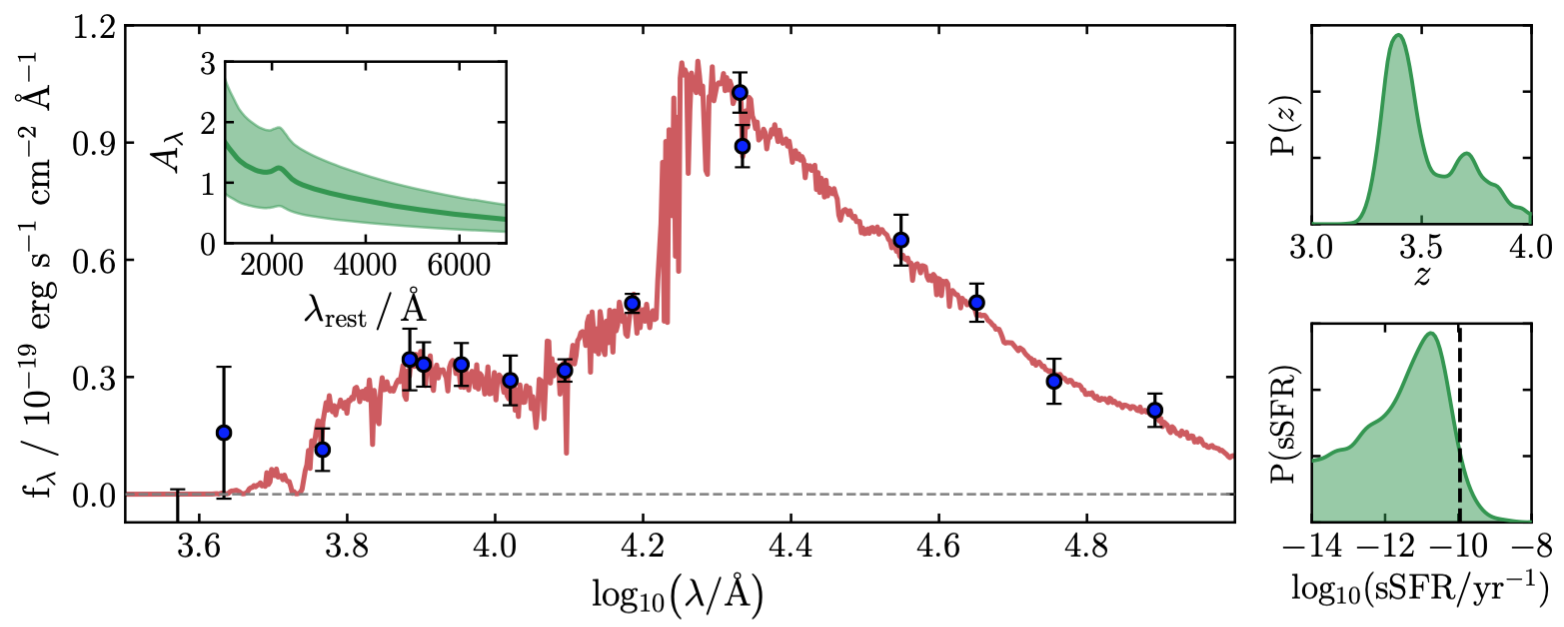 1.2
0.9
0.6
0.3
0.0
f_λ / 10⁻¹⁹ erg s⁻¹ cm⁻² Å⁻¹
3.6 3.8 4.0 4.2 4.4 4.6 4.8
log₁₀(λ/Å)
3
2
1
0
A_λ
2000 4000 6000
λ_rest / Å
P(z)
3.0 3.5 4.0
z
P(sSFR)
−14 −12 −10 −8
log₁₀(sSFR/yr⁻¹)